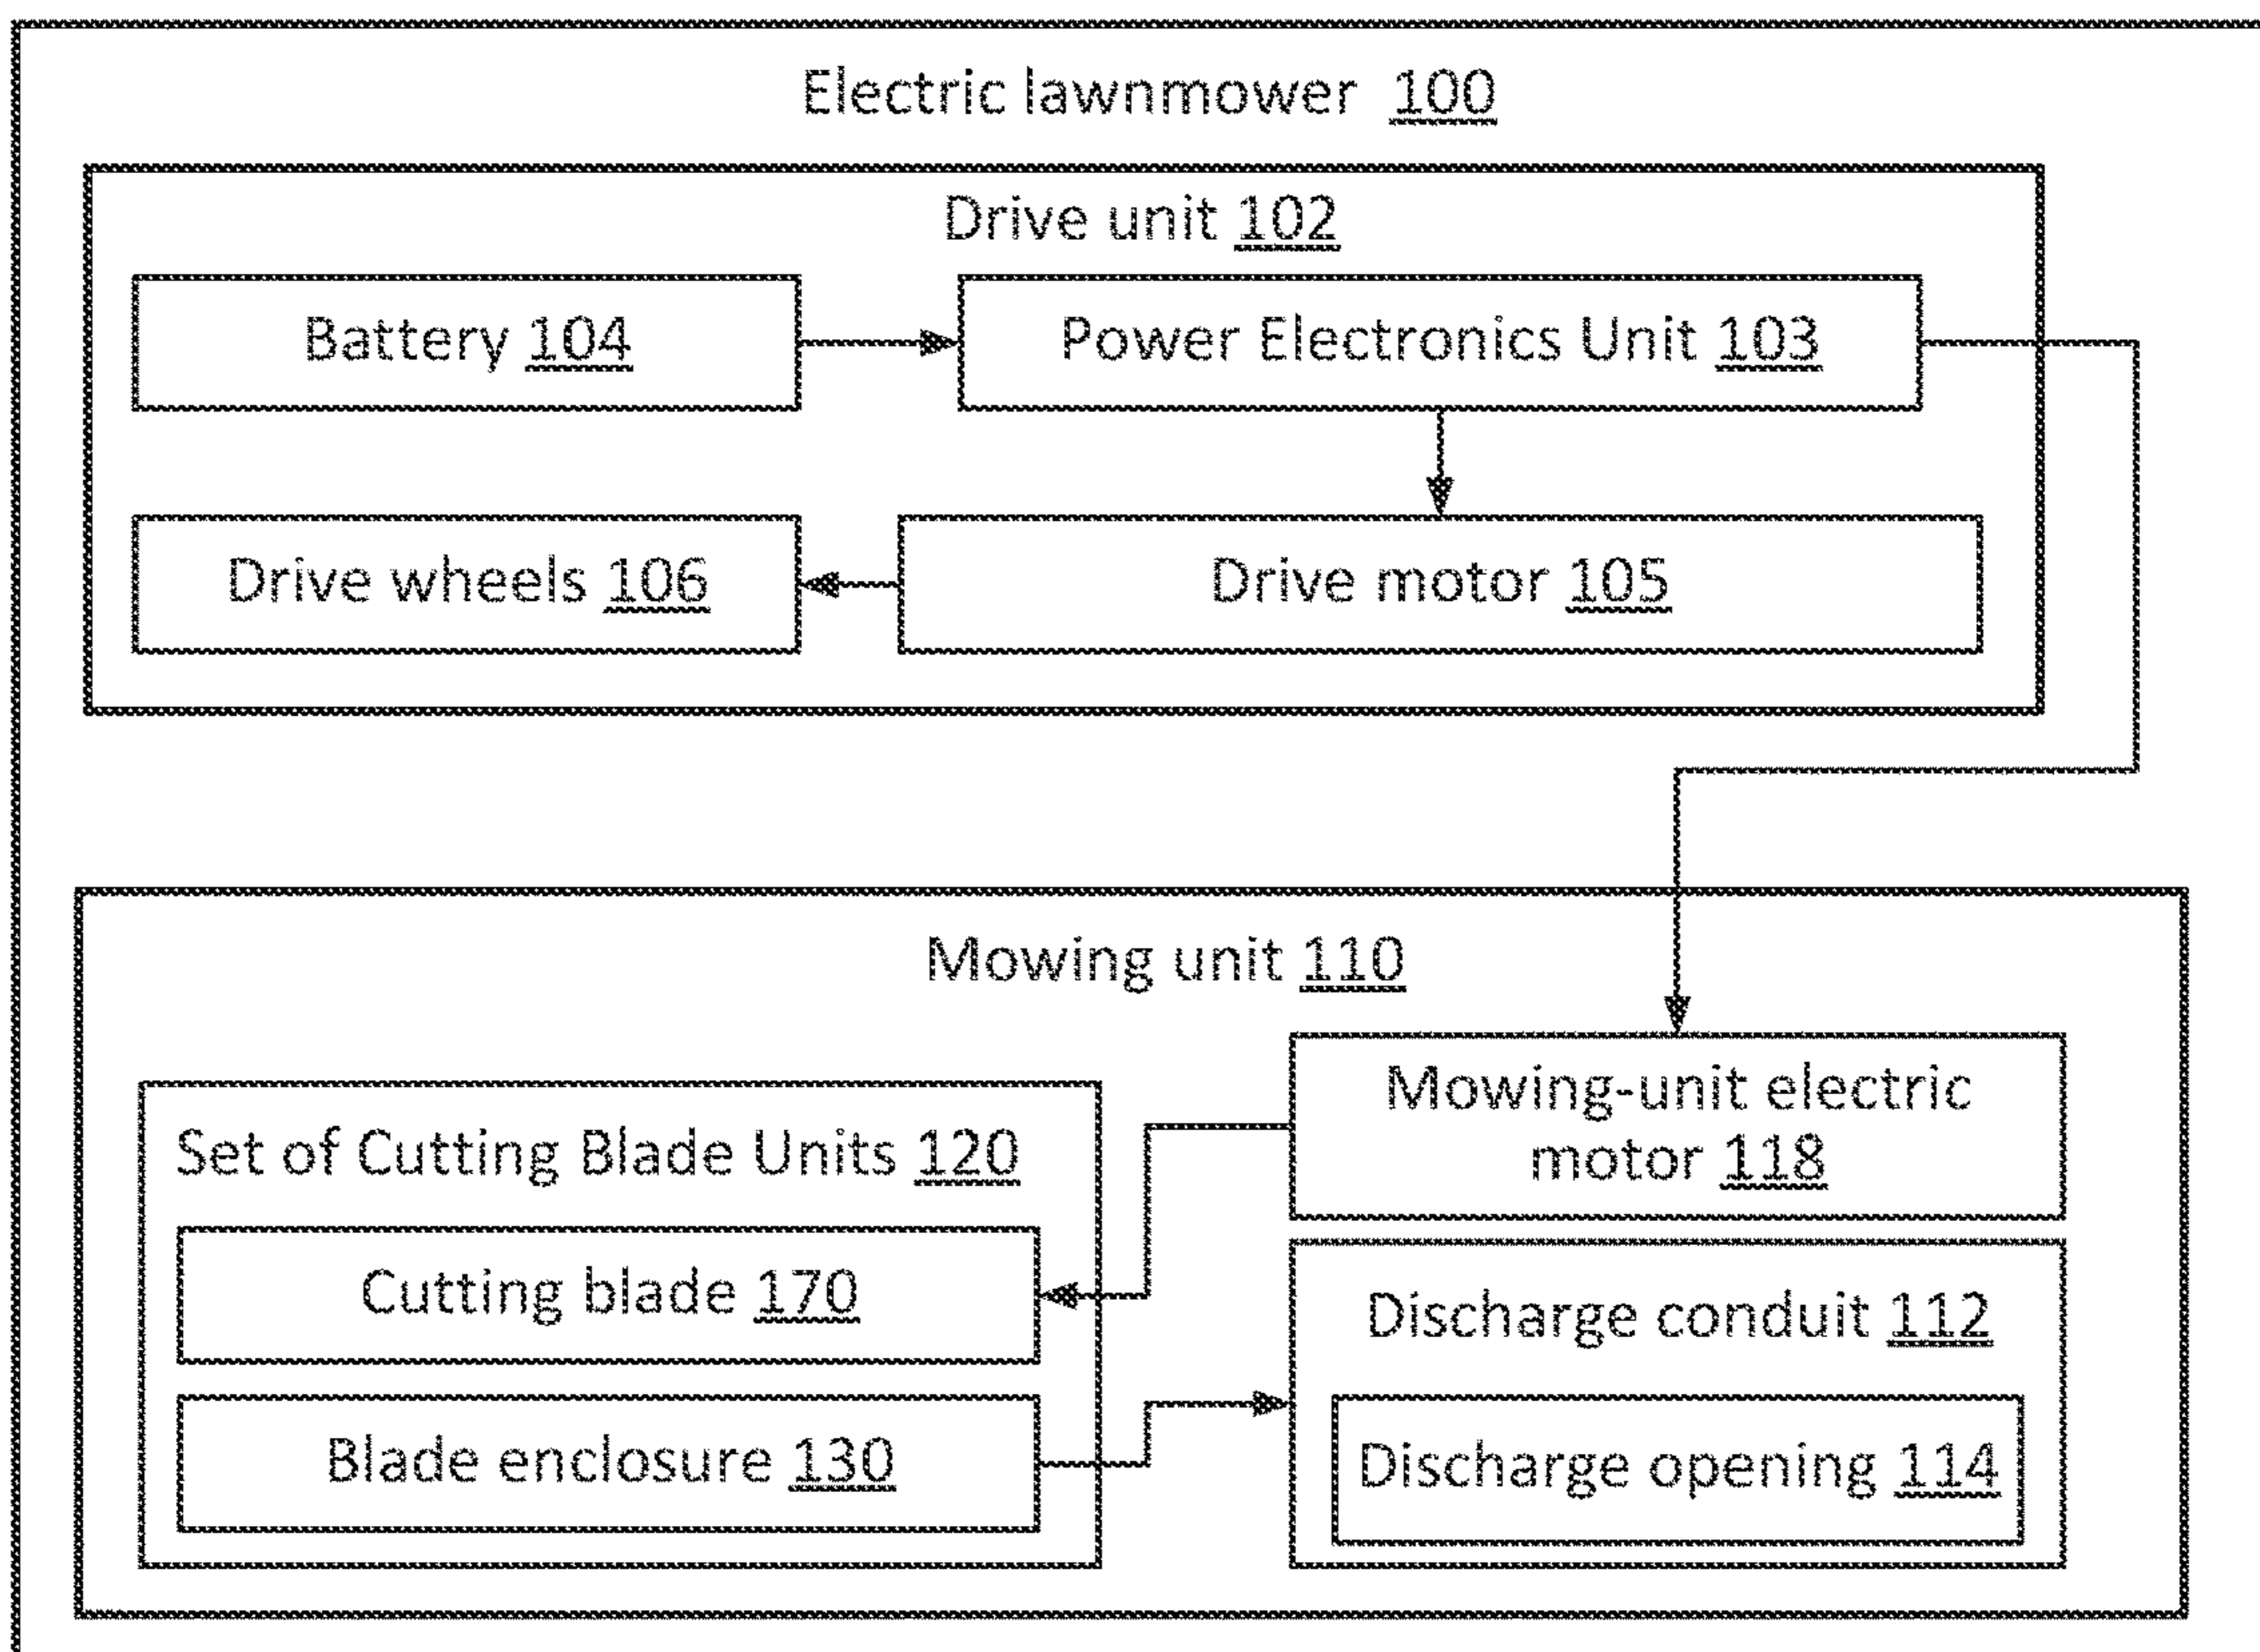 Electric lawnmower 100
Drive unit 102
Battery 104
Power Electronics Unit 103
Drive wheels 106
Drive motor 105
Mowing unit 110
Mowing-unit electric
motor 118
Set of Cutting Blade Units 120
Cutting blade 170
Blade enclosure 130
Discharge conduit 112
Discharge opening 114